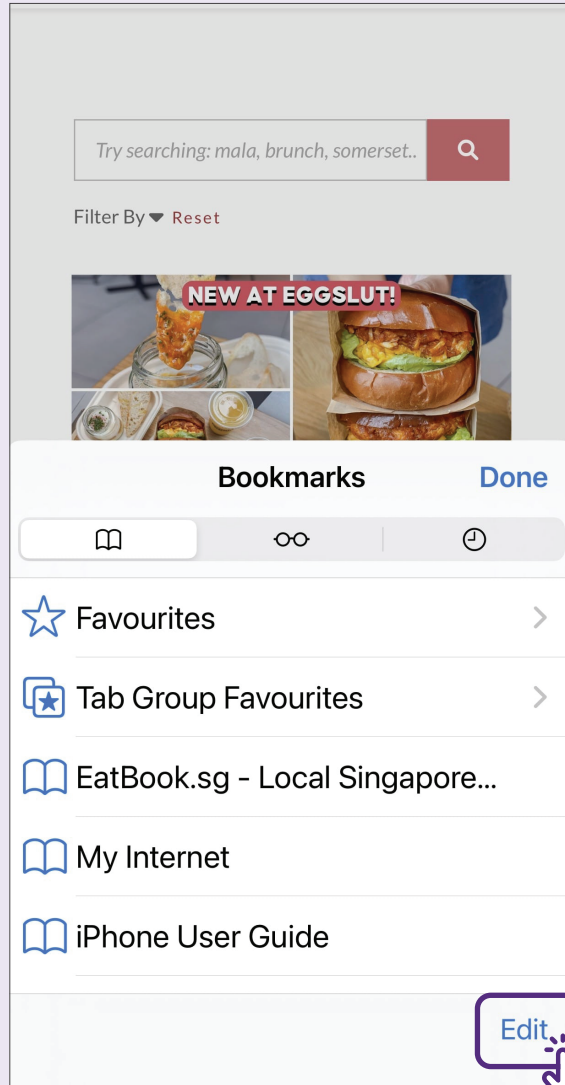 Try searching: mala, brunch, somerset..
Filter By Reset
NEW AT EGGSLUT!
Bookmarks Done
Favourites
Tab Group Favourites
EatBook.sg - Local Singapore...
My Internet
iPhone User Guide
Edit